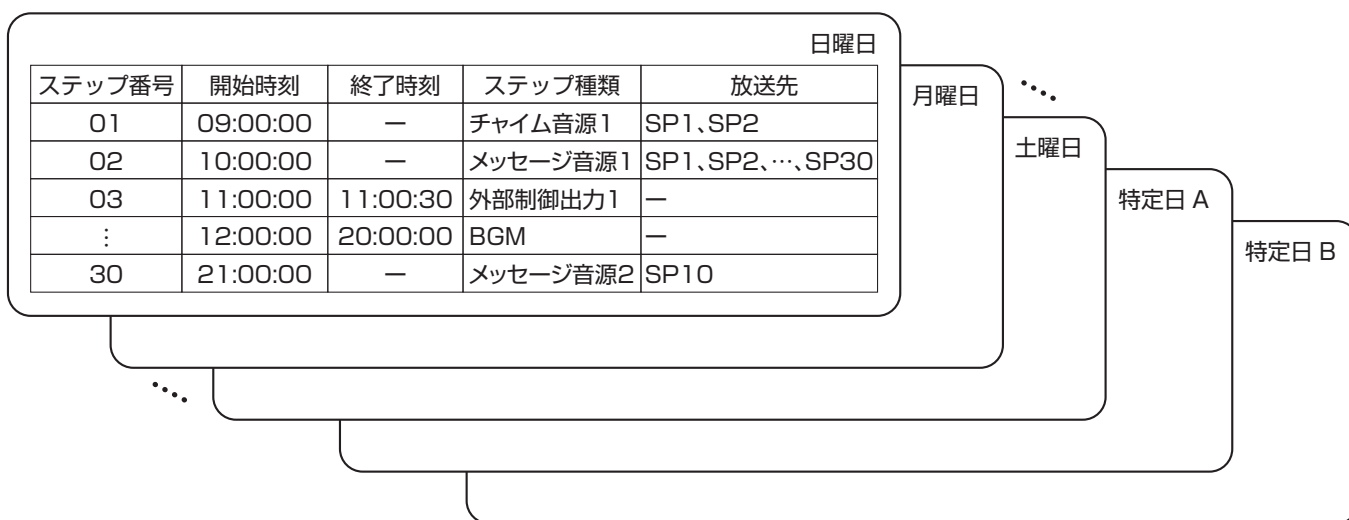 日曜日
ステップ番号 開始時刻 終了時刻 ステップ種類 放送先
01 09:00:00 ー チャイム音源1 SP1、SP2
02 10:00:00 ー メッセージ音源1 SP1、SP2、…、SP30
03 11:00:00 11:00:30 外部制御出力1 ー
⋮ 12:00:00 20:00:00 BGM ー
30 21:00:00 ー メッセージ音源2 SP10
月曜日
土曜日
特定日 A
特定日 B